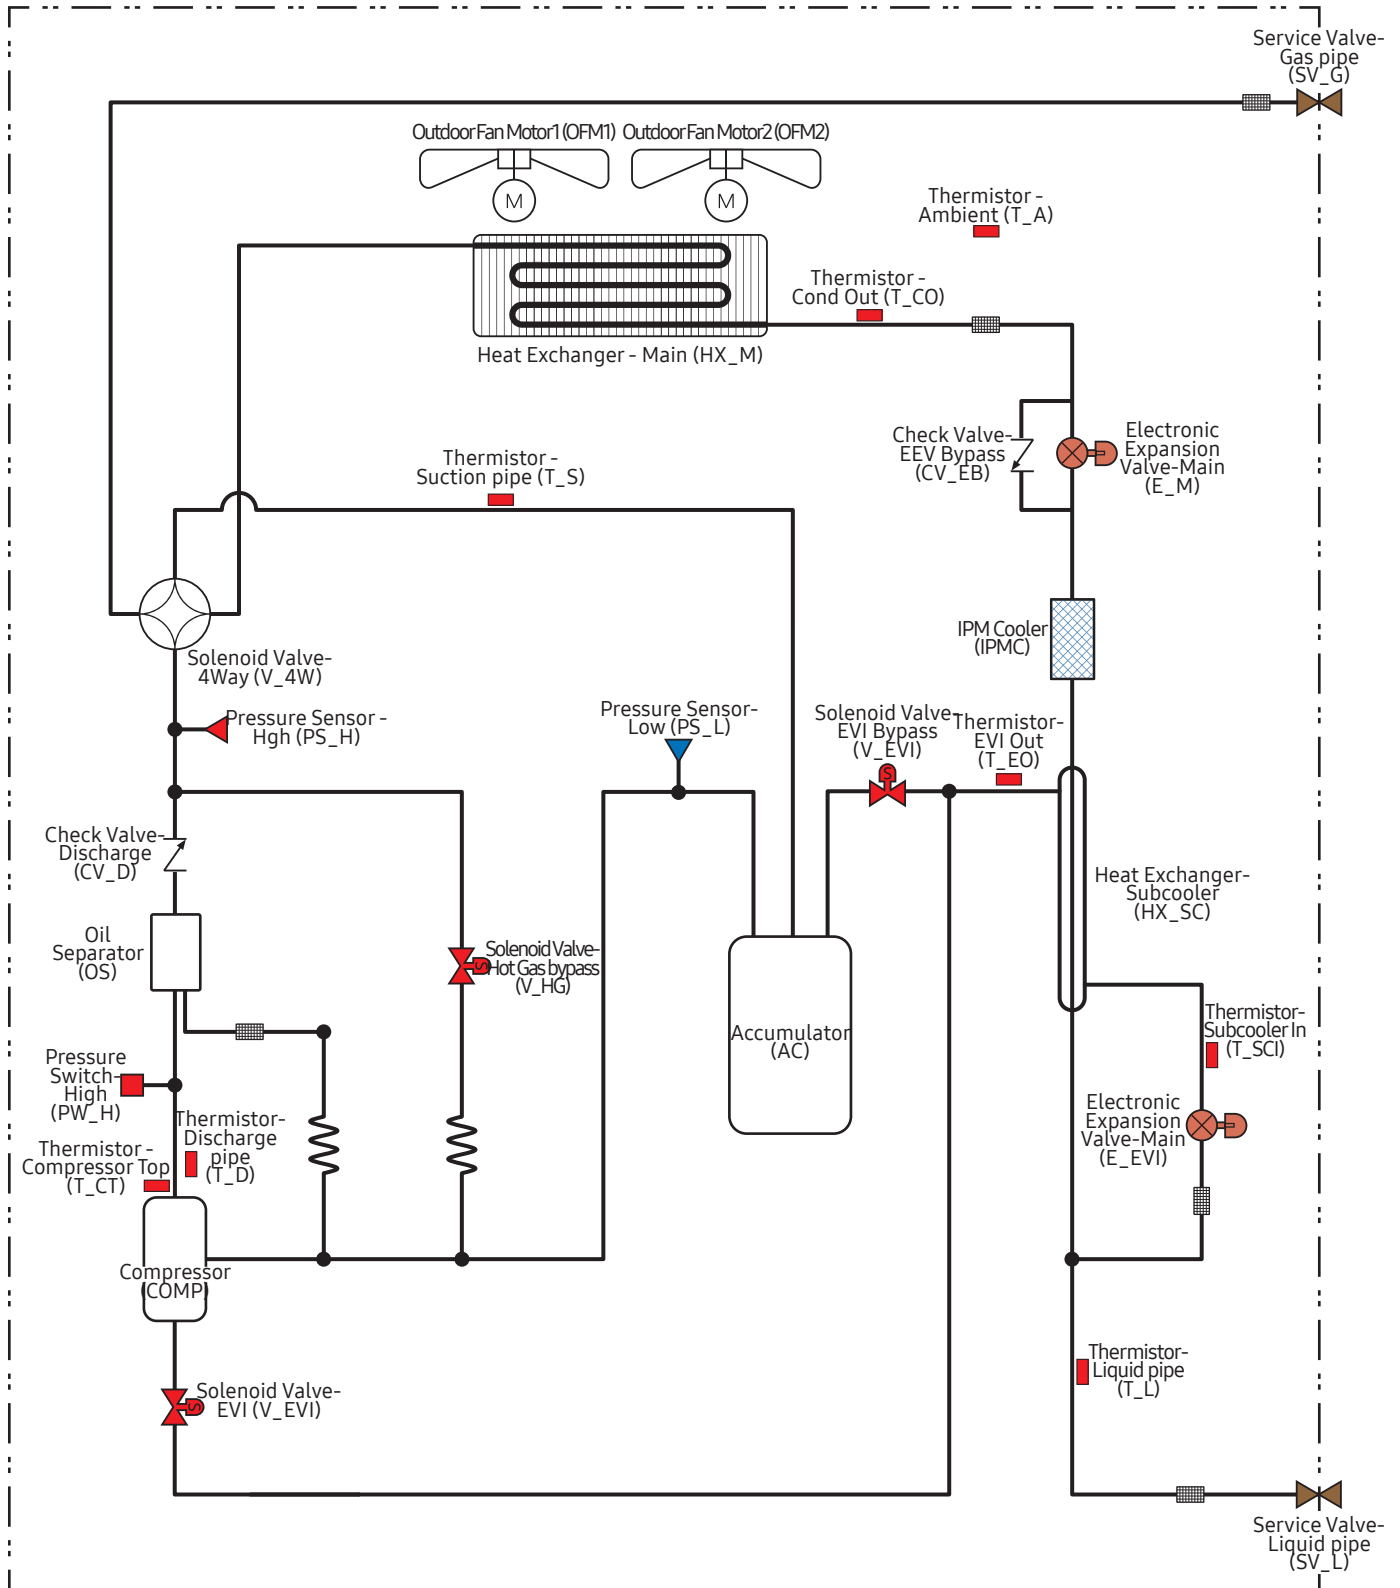 Service Valve-
Gas pipe
(SV_G)
Outdoor Fan Motor1 (OFM1)
Outdoor Fan Motor2 (OFM2)
M
M
Thermistor -
Ambient (T_A)
Thermistor -
Cond Out (T_CO)
Heat Exchanger - Main (HX_M)
Check Valve-
EEV Bypass
(CV_EB)
Electronic
Expansion
Valve-Main
(E_M)
Thermistor -
Suction pipe (T_S)
IPM Cooler
(IPMC)
Solenoid Valve-
4Way (V_4W)
Pressure Sensor -
Hgh (PS_H)
Pressure Sensor-
Low (PS_L)
Solenoid Valve-
EVI Bypass
(V_EVI)
S
Thermistor-
EVI Out
(T_EO)
Check Valve-
Discharge
(CV_D)
Heat Exchanger-
Subcooler
(HX_SC)
Oil
Separator
(OS)
Solenoid Valve-
Hot Gas bypass
(V_HG)
S
Accumulator
(AC)
Thermistor-
Subcooler In
(T_SCI)
Pressure
Switch-
High
(PW_H)
Thermistor-
Discharge
pipe
(T_D)
Thermistor -
Compressor Top
(T_CT)
Electronic
Expansion
Valve-Main
(E_EVI)
Compressor
(COMP)
Thermistor-
Liquid pipe
(T_L)
Solenoid Valve-
EVI (V_EVI)
S
Service Valve-
Liquid pipe
(SV_L)